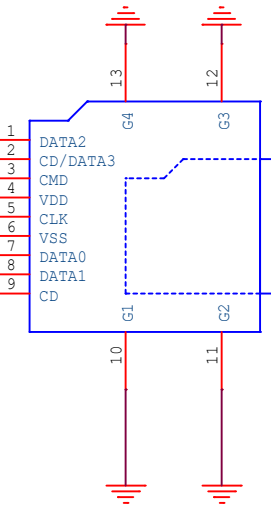 13 12
G4 G3
1 DATA2
2 CD/DATA3
3 CMD
4 VDD
5 CLK
6 VSS
7 DATA0
8 DATA1
9 CD
G1 G2
10 11